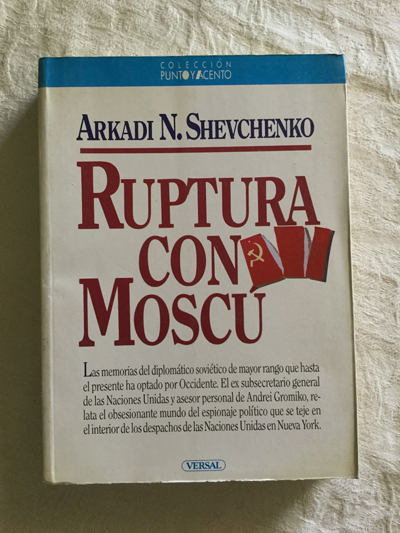 COLECCIÓN
PUNTO Y ACENTO
ARKADI N. SHEVCHENKO
RUPTURA
CON
MOSCU
Las memorias del diplomático soviético de mayor rango que hasta
el presente ha optado por Occidente. El ex subsecretario general
de las Naciones Unidas y asesor personal de Andrei Gromiko, re-
lata el obsesionante mundo del espionaje político que se teje en
el interior de los despachos de las Naciones Unidas en Nueva York.
VERSAL